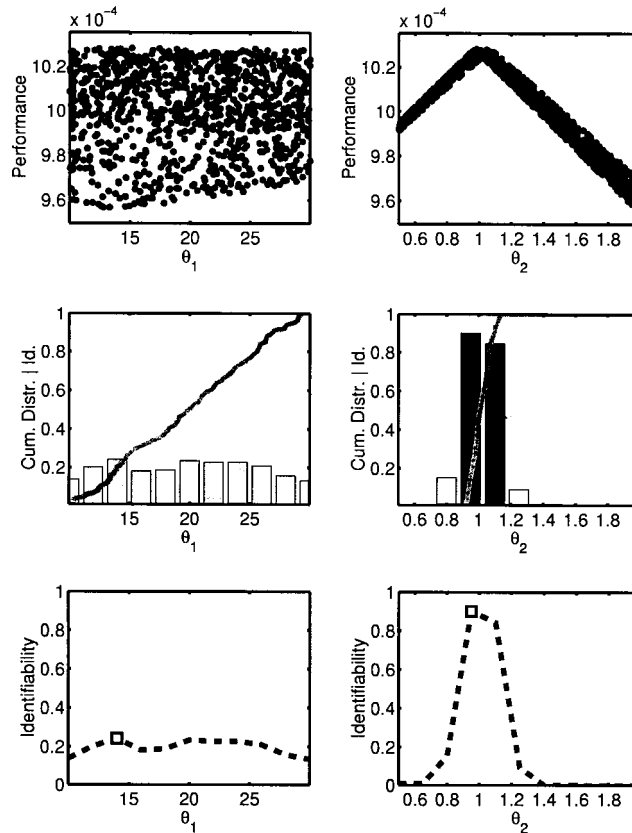 x 10⁻⁴
10.2
10
9.8
9.6
Performance
15 20 25
θ₁
x 10⁻⁴
10.2
10
9.8
9.6
Performance
0.6 0.8 1 1.2 1.4 1.6 1.8
θ₂
1
0.8
0.6
0.4
0.2
Cum. Distr. | Id.
15 20 25
θ₁
1
0.8
0.6
0.4
0.2
Cum. Distr. | Id.
0.6 0.8 1 1.2 1.4 1.6 1.8
θ₂
1
0.8
0.6
0.4
0.2
0
Identifiability
15 20 25
θ₁
1
0.8
0.6
0.4
0.2
0
Identifiability
0.6 0.8 1 1.2 1.4 1.6 1.8
θ₂